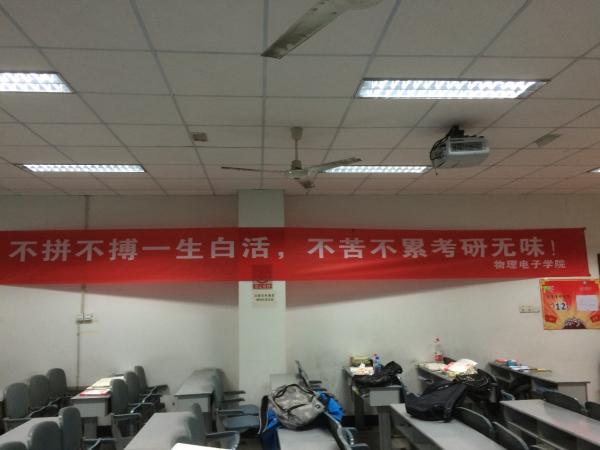 不拼不搏一生白活，不苦不累考研无味！
物理电子学院
12